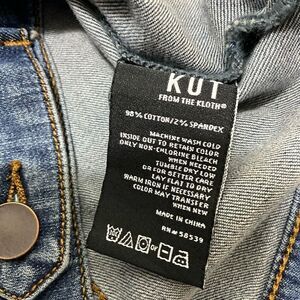 KUT
FROM THE KLOTH®
98% COTTON/2% SPANDEX
MACHINE WASH COLD
INSIDE OUT TO RETAIN COLOR
ONLY NON-CHLORINE BLEACH
WHEN NEEDED
TUMBLE DRY LOW
OR FOR BETTER CARE
LAY FLAT TO DRY
WARM IRON IF NECESSARY
COLOR MAY TRANSFER
WHEN NEW
MADE IN CHINA
RN# 58539